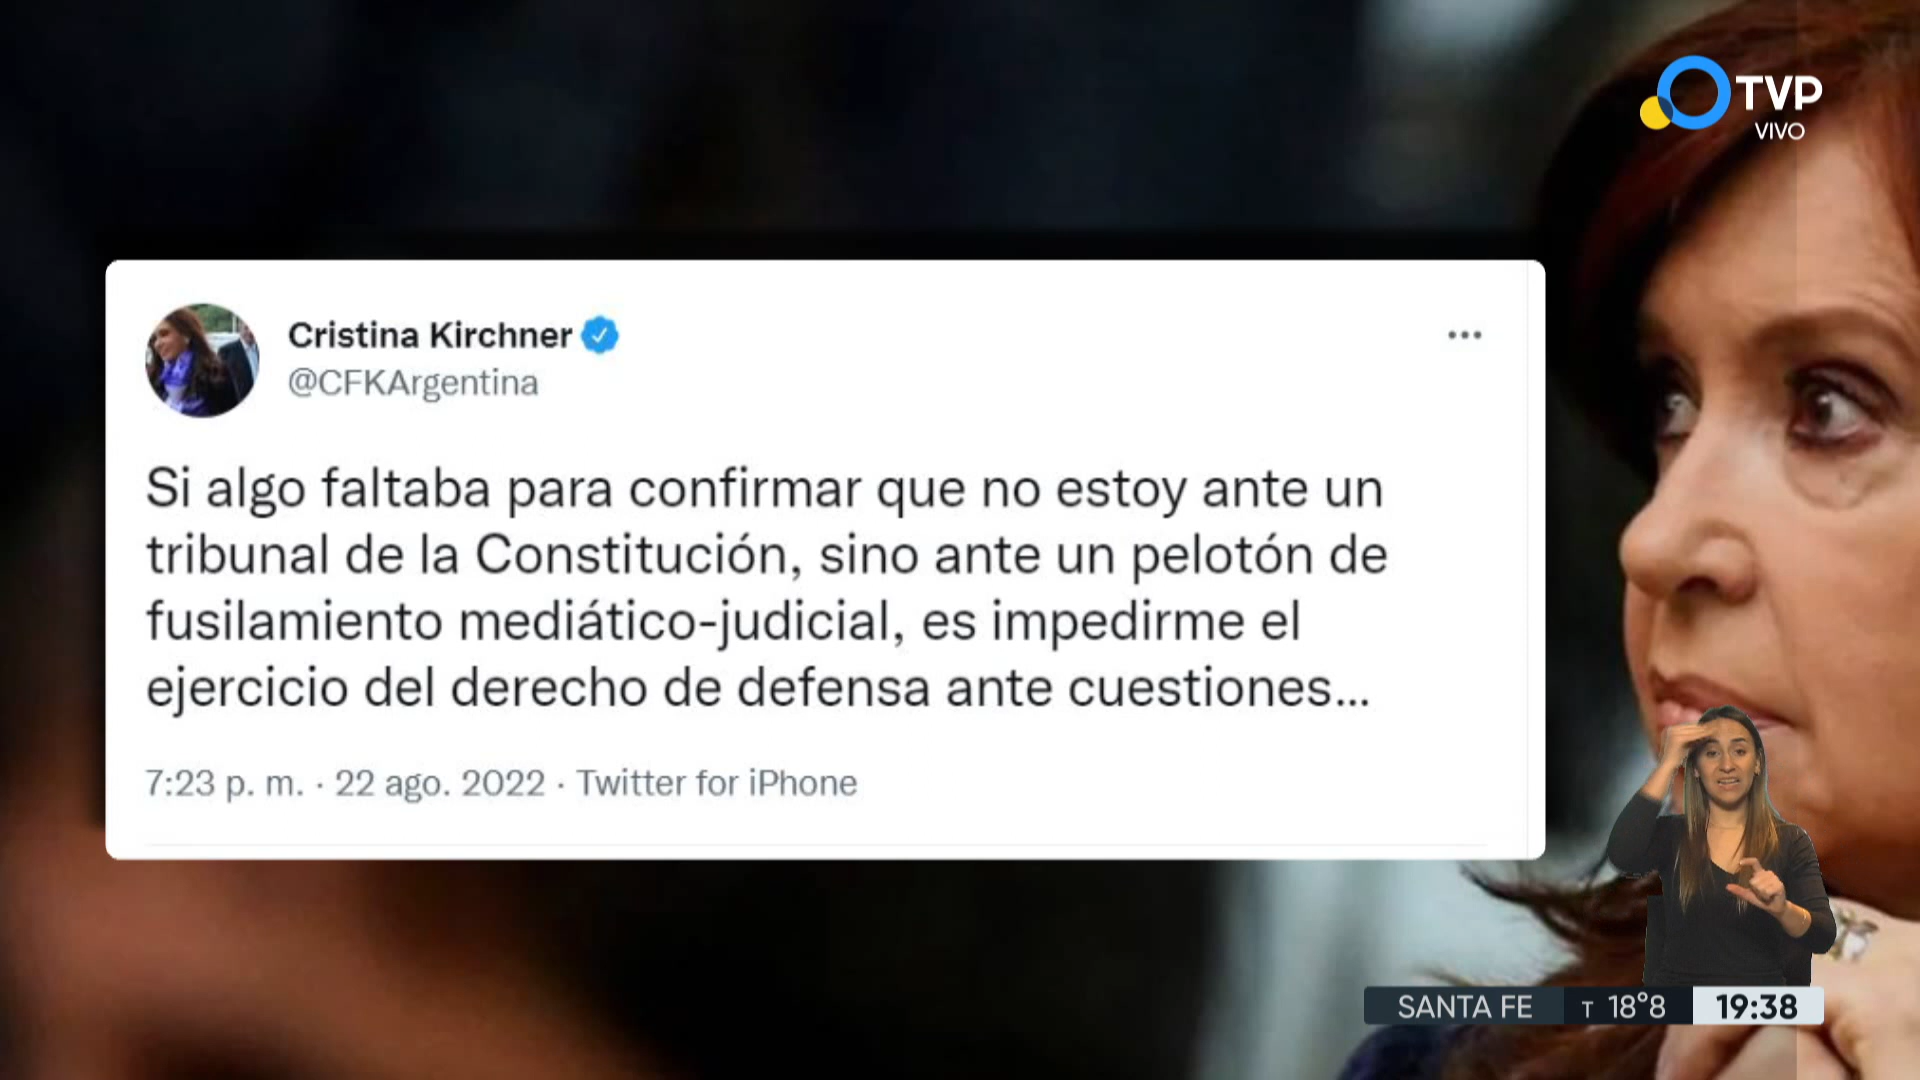 TVP
VIVO
Cristina Kirchner
@CFKArgentina
Si algo faltaba para confirmar que no estoy ante un
tribunal de la Constitución, sino ante un pelotón de
fusilamiento mediático-judicial, es impedirme el
ejercicio del derecho de defensa ante cuestiones...
7:23 p. m. · 22 ago. 2022 · Twitter for iPhone
SANTA FE T 18°8 19:38